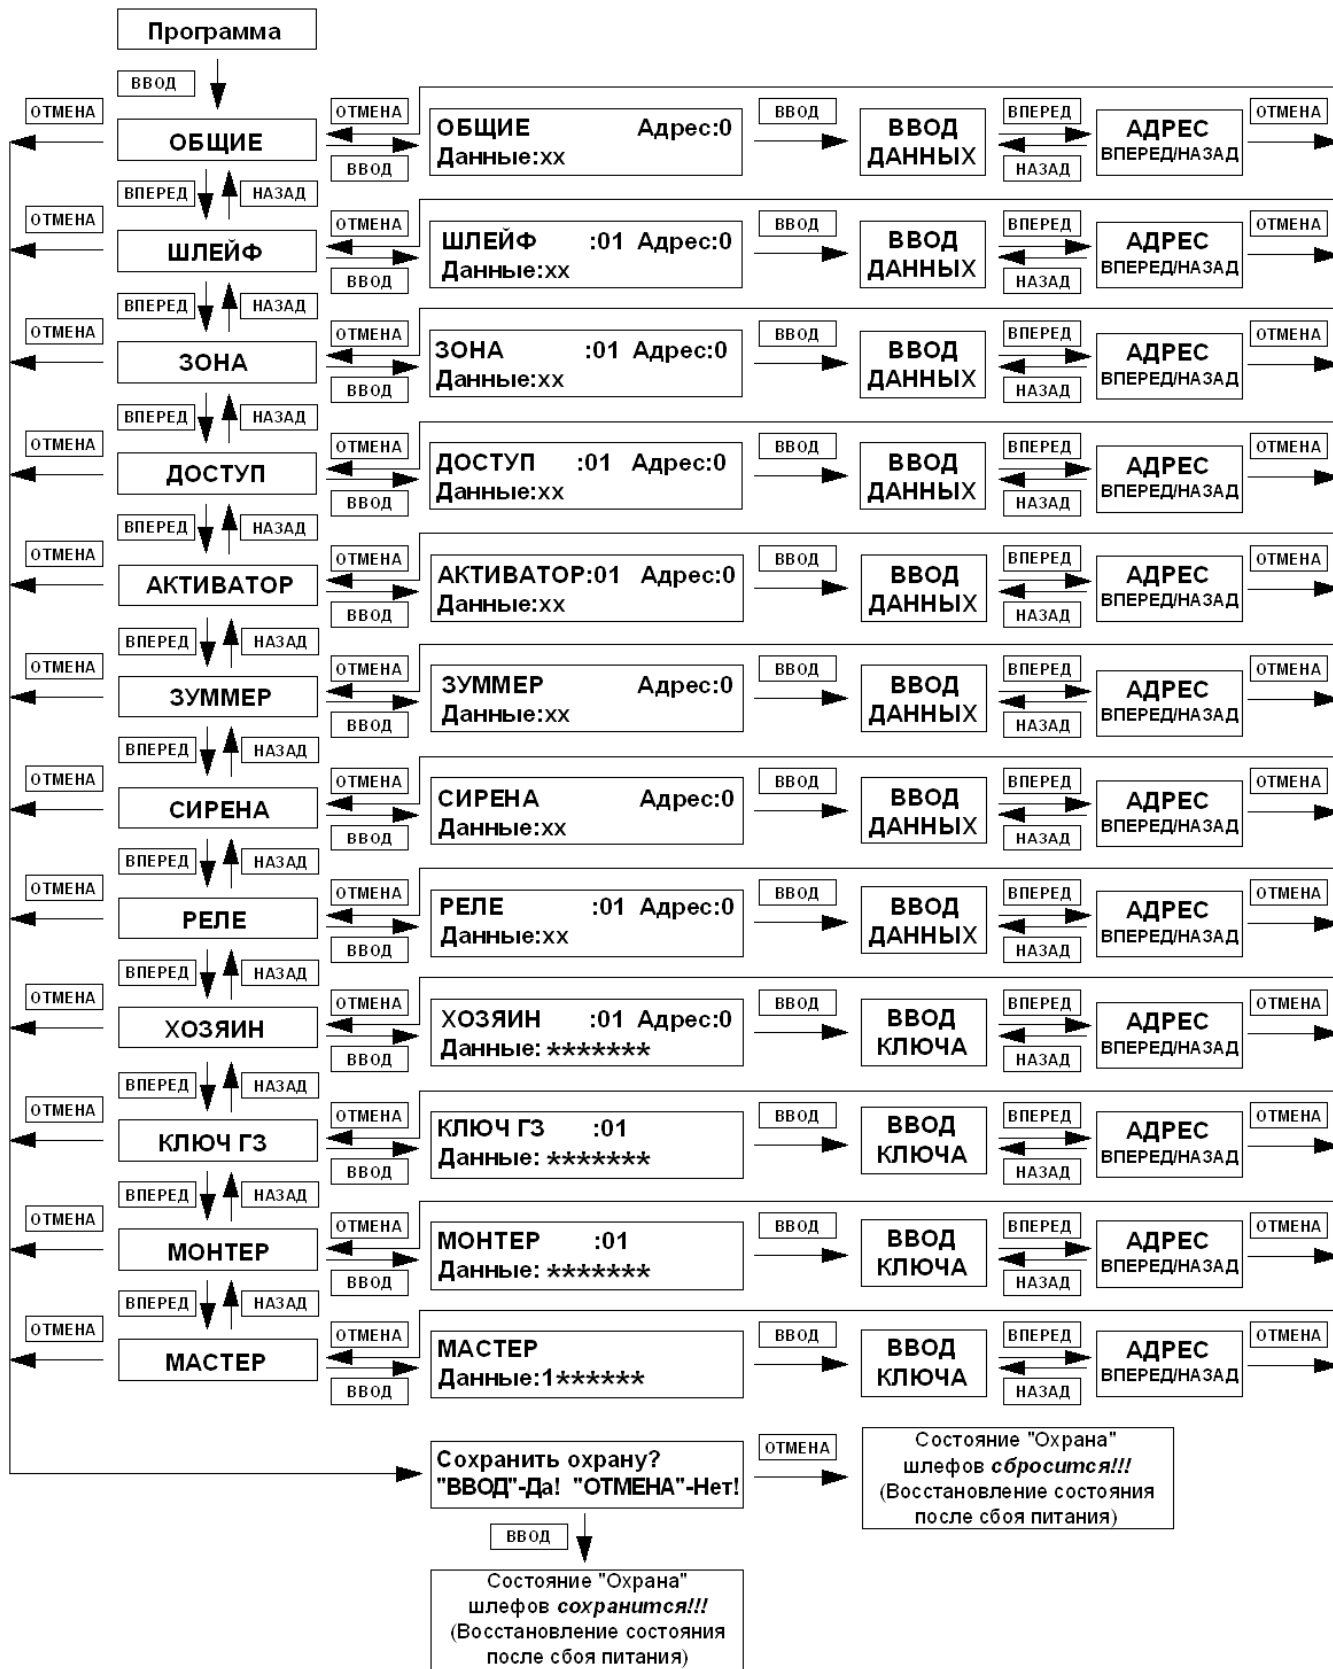 Программа
ВВОД
ОТМЕНА
ОБЩИЕ
ОТМЕНА
ВВОД
ОБЩИЕ Адрес:0
Данные:xx
ВВОД
ВВОД
ДАННЫХ
ВПЕРЕД
НАЗАД
АДРЕС
ВПЕРЕД/НАЗАД
ОТМЕНА
ВПЕРЕД
НАЗАД
ОТМЕНА
ШЛЕЙФ
ОТМЕНА
ВВОД
ШЛЕЙФ :01 Адрес:0
Данные:xx
ВВОД
ВВОД
ДАННЫХ
ВПЕРЕД
НАЗАД
АДРЕС
ВПЕРЕД/НАЗАД
ОТМЕНА
ВПЕРЕД
НАЗАД
ОТМЕНА
ЗОНА
ОТМЕНА
ВВОД
ЗОНА :01 Адрес:0
Данные:xx
ВВОД
ВВОД
ДАННЫХ
ВПЕРЕД
НАЗАД
АДРЕС
ВПЕРЕД/НАЗАД
ОТМЕНА
ВПЕРЕД
НАЗАД
ОТМЕНА
ДОСТУП
ОТМЕНА
ВВОД
ДОСТУП :01 Адрес:0
Данные:xx
ВВОД
ВВОД
ДАННЫХ
ВПЕРЕД
НАЗАД
АДРЕС
ВПЕРЕД/НАЗАД
ОТМЕНА
ВПЕРЕД
НАЗАД
ОТМЕНА
АКТИВАТОР
ОТМЕНА
ВВОД
АКТИВАТОР:01 Адрес:0
Данные:xx
ВВОД
ВВОД
ДАННЫХ
ВПЕРЕД
НАЗАД
АДРЕС
ВПЕРЕД/НАЗАД
ОТМЕНА
ВПЕРЕД
НАЗАД
ОТМЕНА
ЗУММЕР
ОТМЕНА
ВВОД
ЗУММЕР Адрес:0
Данные:xx
ВВОД
ВВОД
ДАННЫХ
ВПЕРЕД
НАЗАД
АДРЕС
ВПЕРЕД/НАЗАД
ОТМЕНА
ВПЕРЕД
НАЗАД
ОТМЕНА
СИРЕНА
ОТМЕНА
ВВОД
СИРЕНА Адрес:0
Данные:xx
ВВОД
ВВОД
ДАННЫХ
ВПЕРЕД
НАЗАД
АДРЕС
ВПЕРЕД/НАЗАД
ОТМЕНА
ВПЕРЕД
НАЗАД
ОТМЕНА
РЕЛЕ
ОТМЕНА
ВВОД
РЕЛЕ :01 Адрес:0
Данные:xx
ВВОД
ВВОД
ДАННЫХ
ВПЕРЕД
НАЗАД
АДРЕС
ВПЕРЕД/НАЗАД
ОТМЕНА
ВПЕРЕД
НАЗАД
ОТМЕНА
ХОЗЯИН
ОТМЕНА
ВВОД
ХОЗЯИН :01 Адрес:0
Данные: *******
ВВОД
ВВОД
КЛЮЧА
ВПЕРЕД
НАЗАД
АДРЕС
ВПЕРЕД/НАЗАД
ОТМЕНА
ВПЕРЕД
НАЗАД
ОТМЕНА
КЛЮЧ ГЗ
ОТМЕНА
ВВОД
КЛЮЧ ГЗ :01
Данные: *******
ВВОД
ВВОД
КЛЮЧА
ВПЕРЕД
НАЗАД
АДРЕС
ВПЕРЕД/НАЗАД
ОТМЕНА
ВПЕРЕД
НАЗАД
ОТМЕНА
МОНТЕР
ОТМЕНА
ВВОД
МОНТЕР :01
Данные: *******
ВВОД
ВВОД
КЛЮЧА
ВПЕРЕД
НАЗАД
АДРЕС
ВПЕРЕД/НАЗАД
ОТМЕНА
ВПЕРЕД
НАЗАД
ОТМЕНА
МАСТЕР
ОТМЕНА
ВВОД
МАСТЕР
Данные:1******
ВВОД
ВВОД
КЛЮЧА
ВПЕРЕД
НАЗАД
АДРЕС
ВПЕРЕД/НАЗАД
ОТМЕНА
Сохранить охрану?
"ВВОД"-Да! "ОТМЕНА"-Нет!
ОТМЕНА
Состояние "Охрана"
шлефов сбросится!!!
(Восстановление состояния
после сбоя питания)
ВВОД
Состояние "Охрана"
шлефов сохранится!!!
(Восстановление состояния
после сбоя питания)